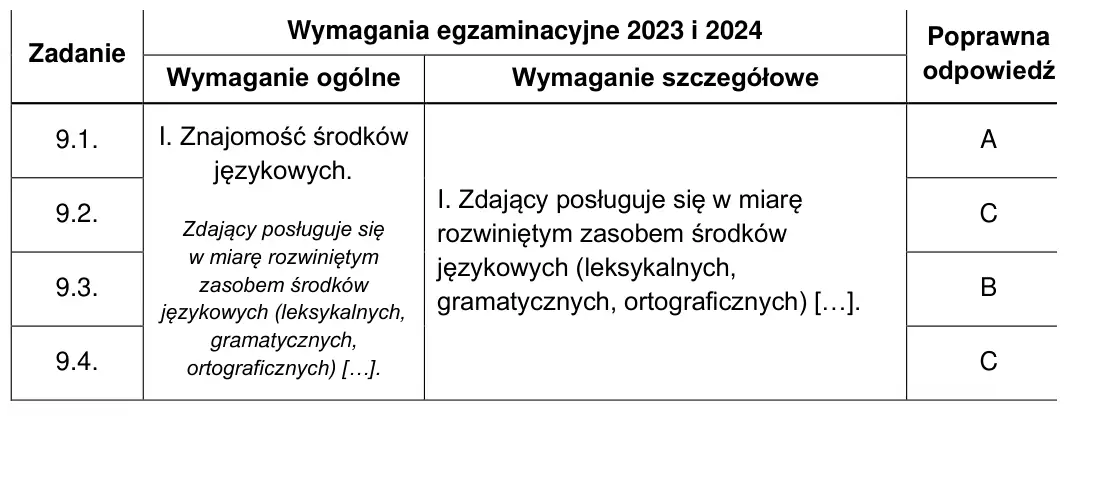 Zadanie
Wymagania egzaminacyjne 2023 i 2024
Poprawna
odpowiedź
Wymaganie ogólne
Wymaganie szczegółowe
9.1.
I. Znajomość środków
językowych.
Zdający posługuje się
w miarę rozwiniętym
zasobem środków
językowych (leksykalnych,
gramatycznych,
ortograficznych) […].
I. Zdający posługuje się w miarę
rozwiniętym zasobem środków
językowych (leksykalnych,
gramatycznych, ortograficznych) […].
A
9.2.
C
9.3.
B
9.4.
C